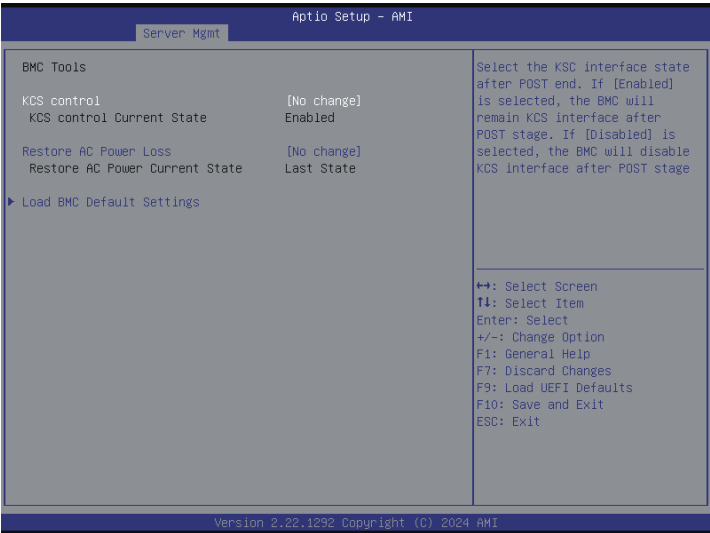 Aptio Setup – AMI
Server Mgmt
BMC Tools
KCS control [No change]
KCS control Current State Enabled
Restore AC Power Loss [No change]
Restore AC Power Current State Last State
Load BMC Default Settings
Select the KSC interface state
after POST end. If [Enabled]
is selected, the BMC will
remain KCS interface after
POST stage. If [Disabled] is
selected, the BMC will disable
KCS interface after POST stage
↔: Select Screen
↑↓: Select Item
Enter: Select
+/-: Change Option
F1: General Help
F7: Discard Changes
F9: Load UEFI Defaults
F10: Save and Exit
ESC: Exit
Version 2.22.1292 Copyright (C) 2024 AMI